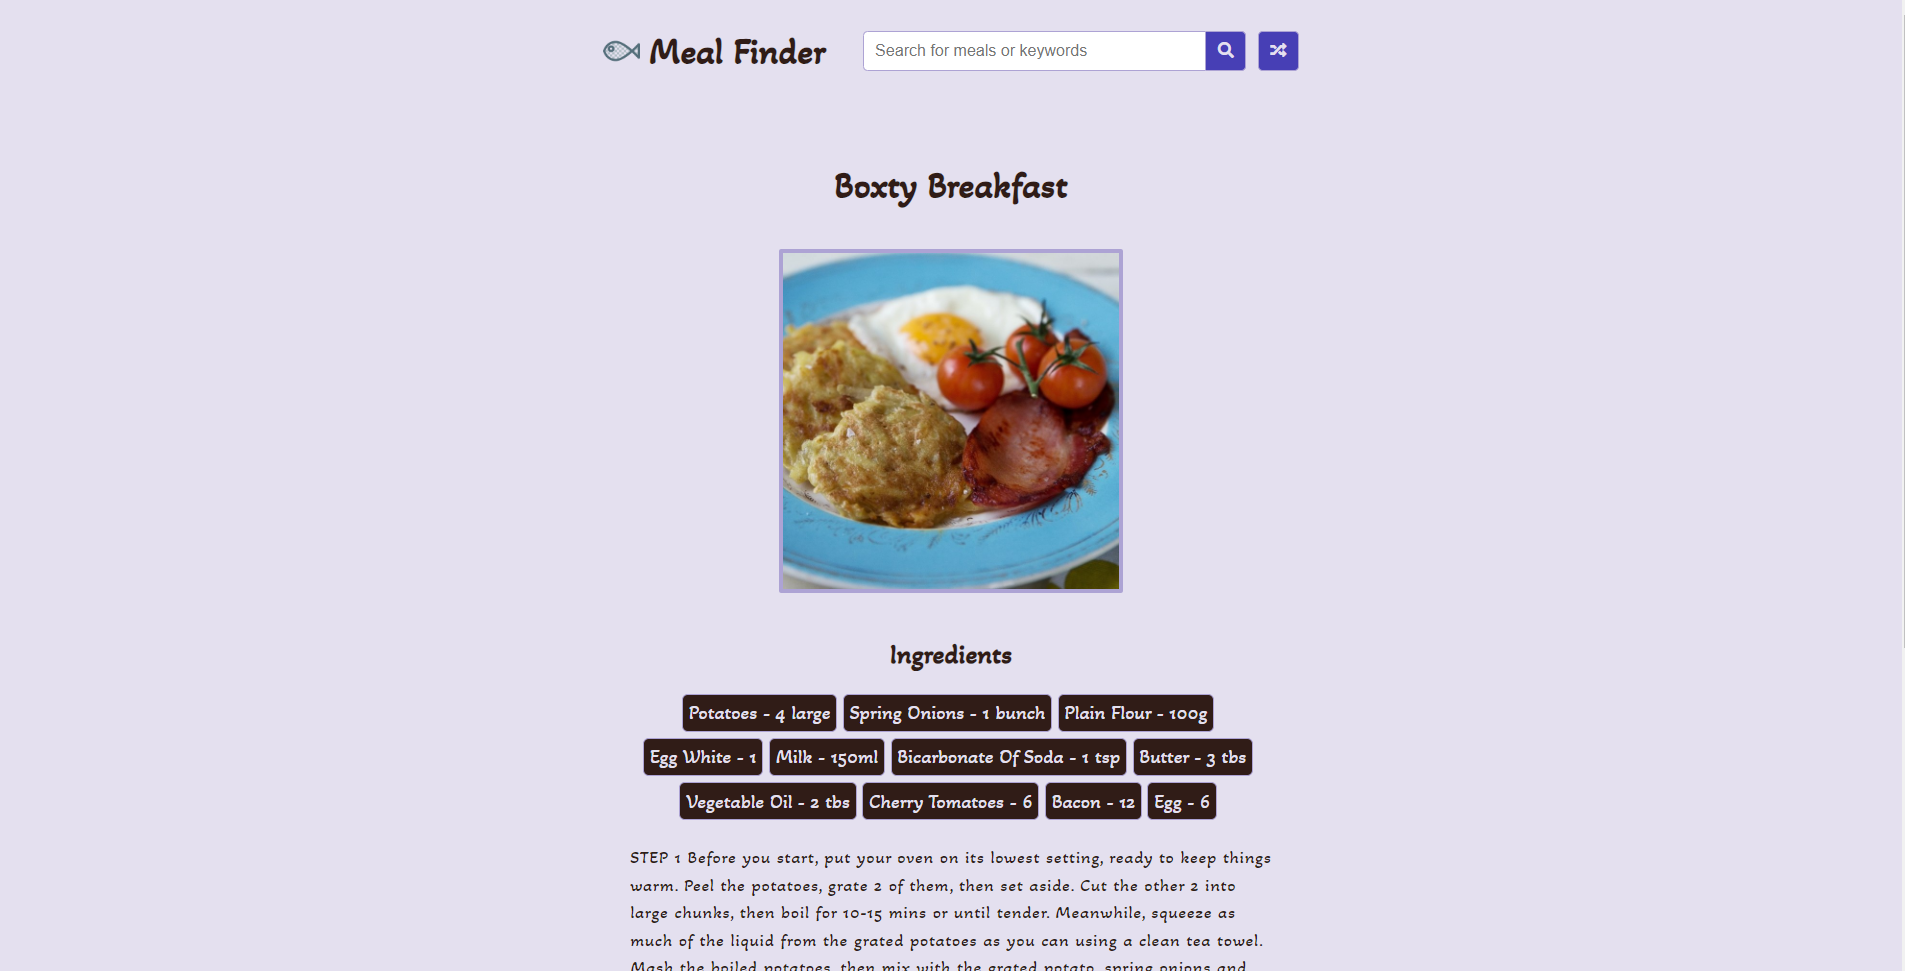 Meal Finder
Search for meals or keywords
Boxty Breakfast
Ingredients
Potatoes - 4 large
Spring Onions - 1 bunch
Plain Flour - 100g
Egg White - 1
Milk - 150ml
Bicarbonate Of Soda - 1 tsp
Butter - 3 tbs
Vegetable Oil - 2 tbs
Cherry Tomatoes - 6
Bacon - 12
Egg - 6
STEP 1 Before you start, put your oven on its lowest setting, ready to keep things
warm. Peel the potatoes, grate 2 of them, then set aside. Cut the other 2 into
large chunks, then boil for 10-15 mins or until tender. Meanwhile, squeeze as
much of the liquid from the grated potatoes as you can using a clean tea towel.
Mash the boiled potatoes, then mix with the grated potato, spring onions and